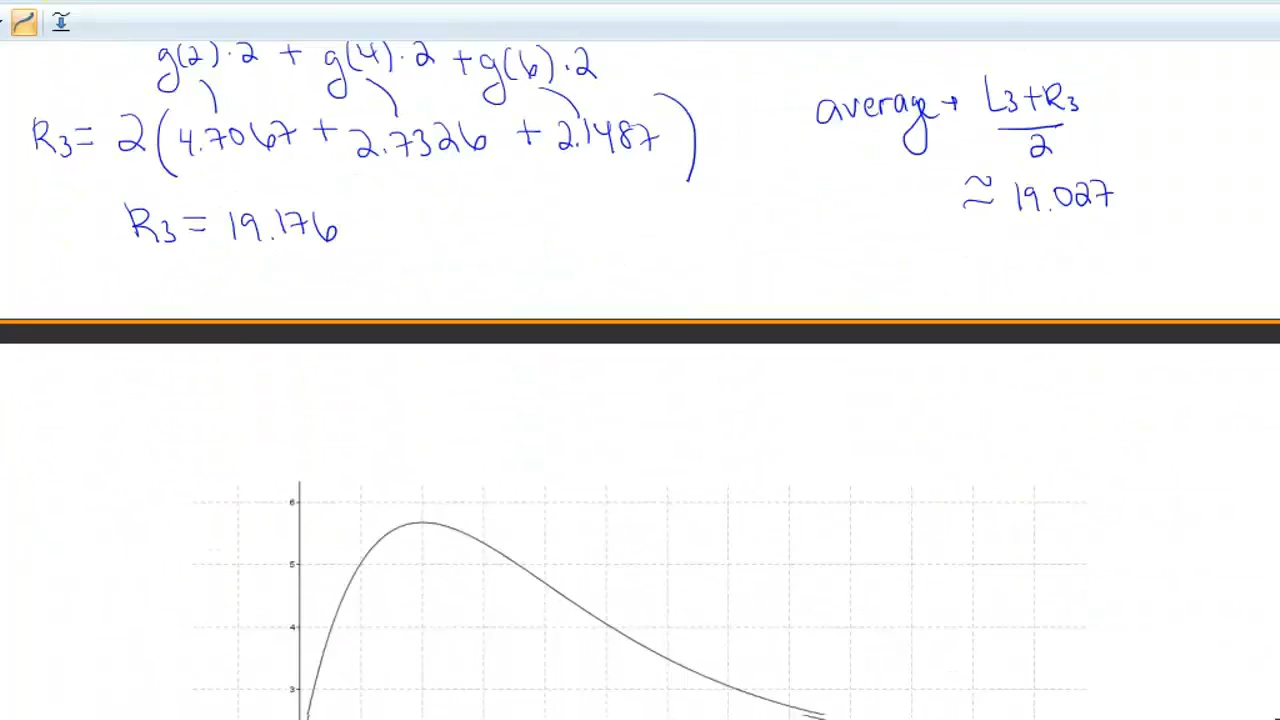 g(2)·2 + g(4)·2 + g(6)·2
R3 = 2(4.7067 + 2.7326 + 2.1487)
R3 = 19.176
average → L3+R3
2
≈ 19.027
6
5
4
3